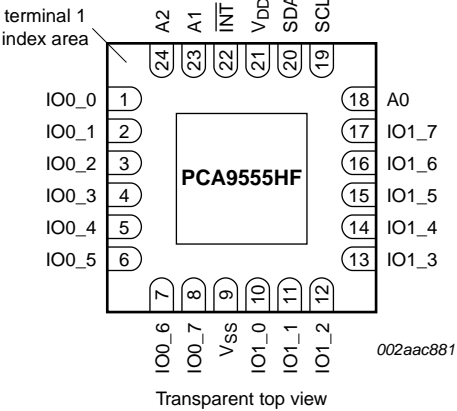 terminal 1
index area
A2
A1
INT
VDD
SDA
SCL
24
23
22
21
20
19
IO0_0 1
IO0_1 2
IO0_2 3
IO0_3 4
IO0_4 5
IO0_5 6
PCA9555HF
18 A0
17 IO1_7
16 IO1_6
15 IO1_5
14 IO1_4
13 IO1_3
7
8
9
10
11
12
IO0_6
IO0_7
VSS
IO1_0
IO1_1
IO1_2
002aac881
Transparent top view